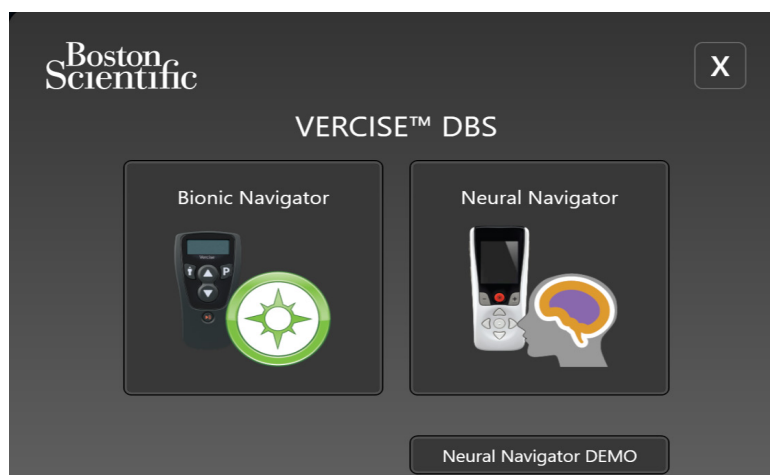 Boston
Scientific
X
VERCISE™ DBS
Bionic Navigator
Neural Navigator
P
Neural Navigator DEMO